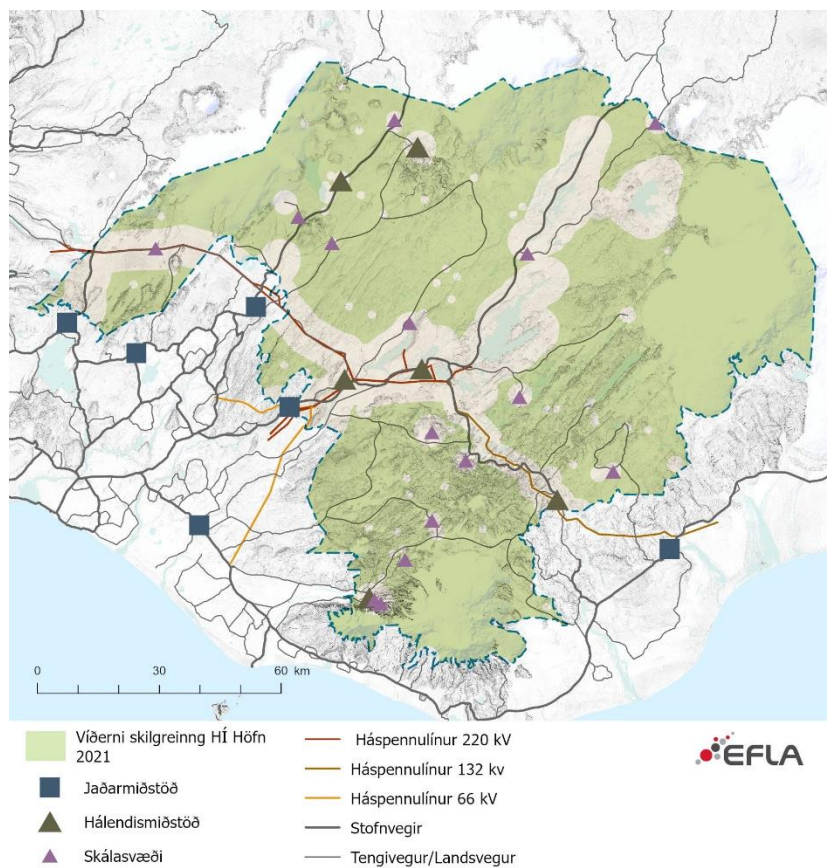 0 30 60 km
Víðerni skilgreinng HÍ Höfn
2021
Jaðarmiðstöð
Hálendismiðstöð
Skálasvæði
Háspennulínur 220 kV
Háspennulínur 132 kv
Háspennulínur 66 kV
Stofnvegir
Tengivegur/Landsvegur
EFLA